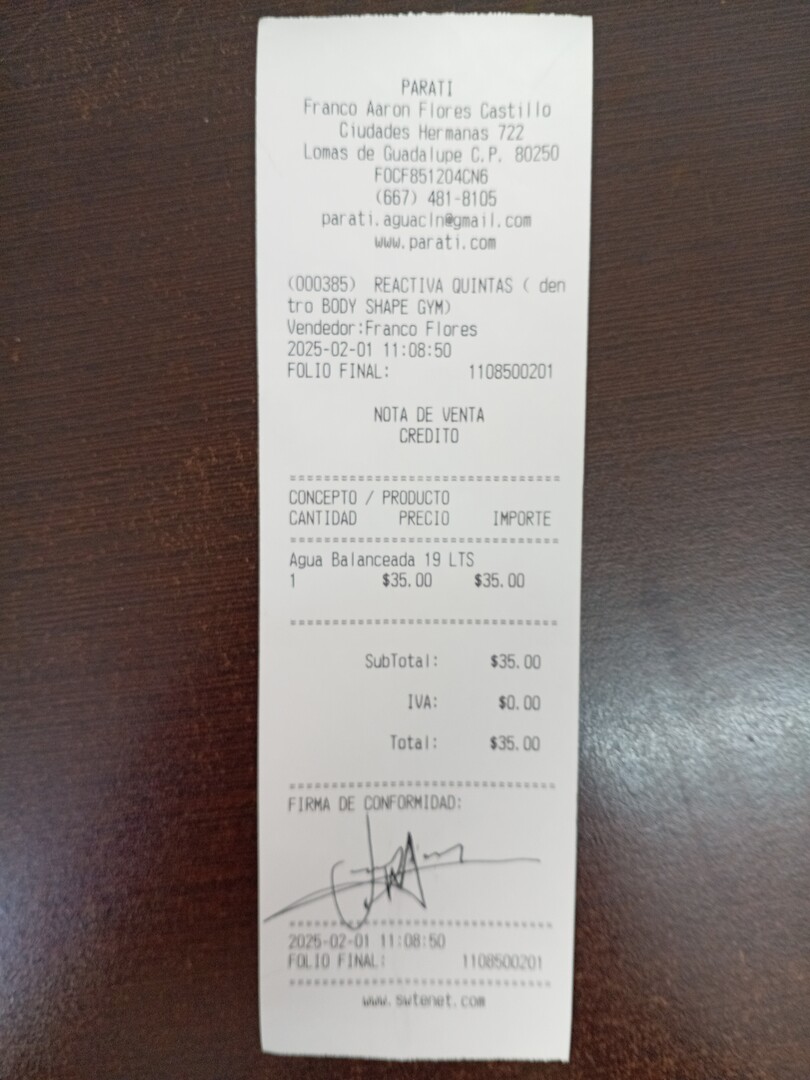 PARATI
Franco Aaron Flores Castillo
Ciudades Hermanas 722
Lomas de Guadalupe C.P. 80250
FOCF851204CN6
(667) 481-8105
parati.aguacln@gmail.com
www.parati.com
(000385) REACTIVA QUINTAS ( den
tro BODY SHAPE GYM)
Vendedor:Franco Flores
2025-02-01 11:08:50
FOLIO FINAL: 1108500201
NOTA DE VENTA
CREDITO
CONCEPTO / PRODUCTO
CANTIDAD PRECIO IMPORTE
Agua Balanceada 19 LTS
1 $35.00 $35.00
SubTotal: $35.00
IVA: $0.00
Total: $35.00
FIRMA DE CONFORMIDAD:
2025-02-01 11:08:50
FOLIO FINAL: 1108500201
www.swtenet.com